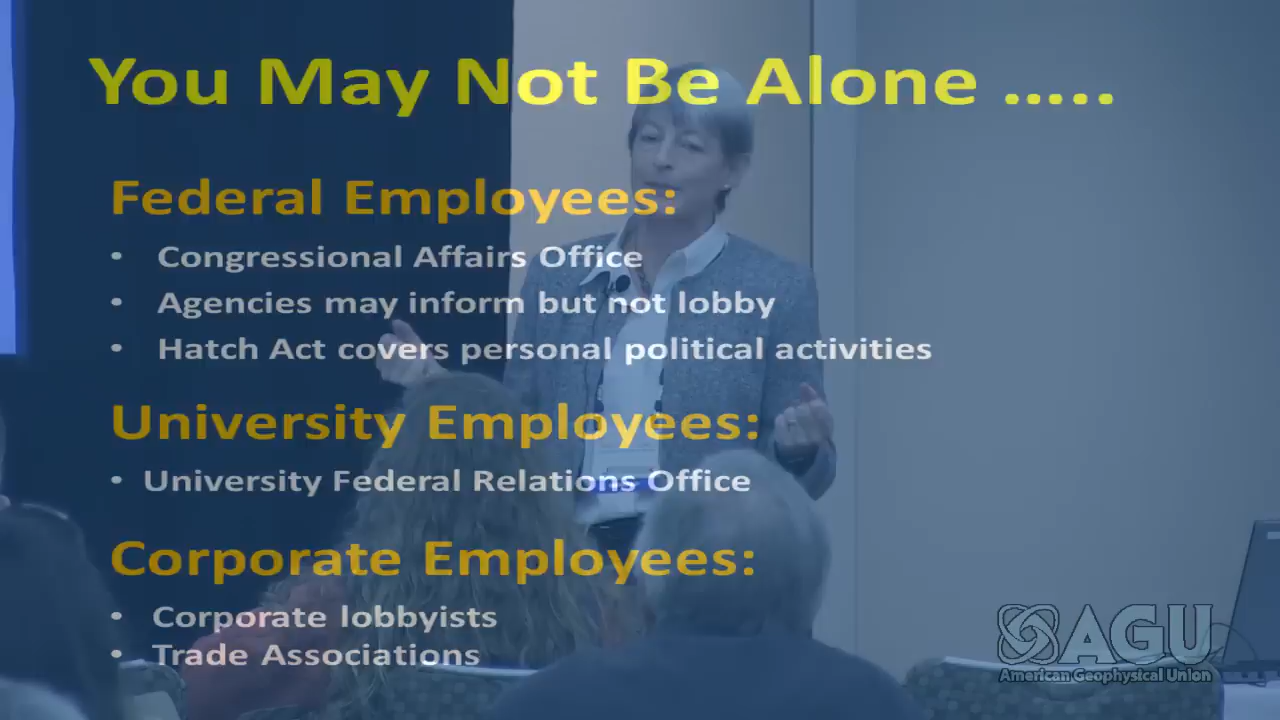 You May Not Be Alone .....
Federal Employees:
• Congressional Affairs Office
• Agencies may inform but not lobby
• Hatch Act covers personal political activities
University Employees:
• University Federal Relations Office
Corporate Employees:
• Corporate lobbyists
• Trade Associations
AGU
American Geophysical Union